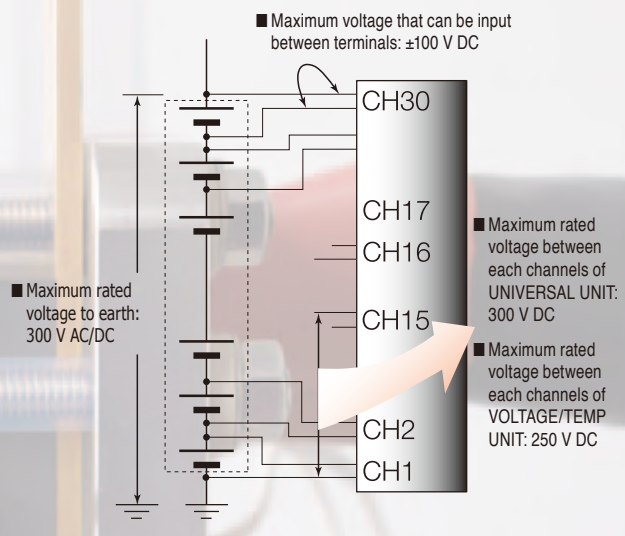 ■ Maximum voltage that can be input
between terminals: ±100 V DC
CH30
CH17
CH16
CH15
CH2
CH1
■ Maximum rated
voltage to earth:
300 V AC/DC
■ Maximum rated
voltage between
each channels of
UNIVERSAL UNIT:
300 V DC
■ Maximum rated
voltage between
each channels of
VOLTAGE/TEMP
UNIT: 250 V DC